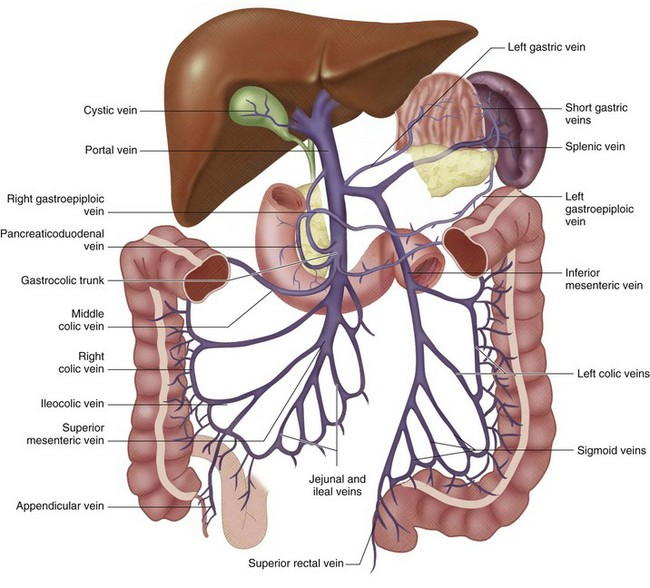 Left gastric vein
Cystic vein
Short gastric
veins
Portal vein
Splenic vein
Right gastroepiploic
vein
Left
gastroepiploic
vein
Pancreaticoduodenal
vein
Gastrocolic trunk
Inferior
mesenteric vein
Middle
colic vein
Right
colic vein
Left colic veins
Ileocolic vein
Superior
mesenteric vein
Sigmoid veins
Jejunal and
ileal veins
Appendicular vein
Superior rectal vein